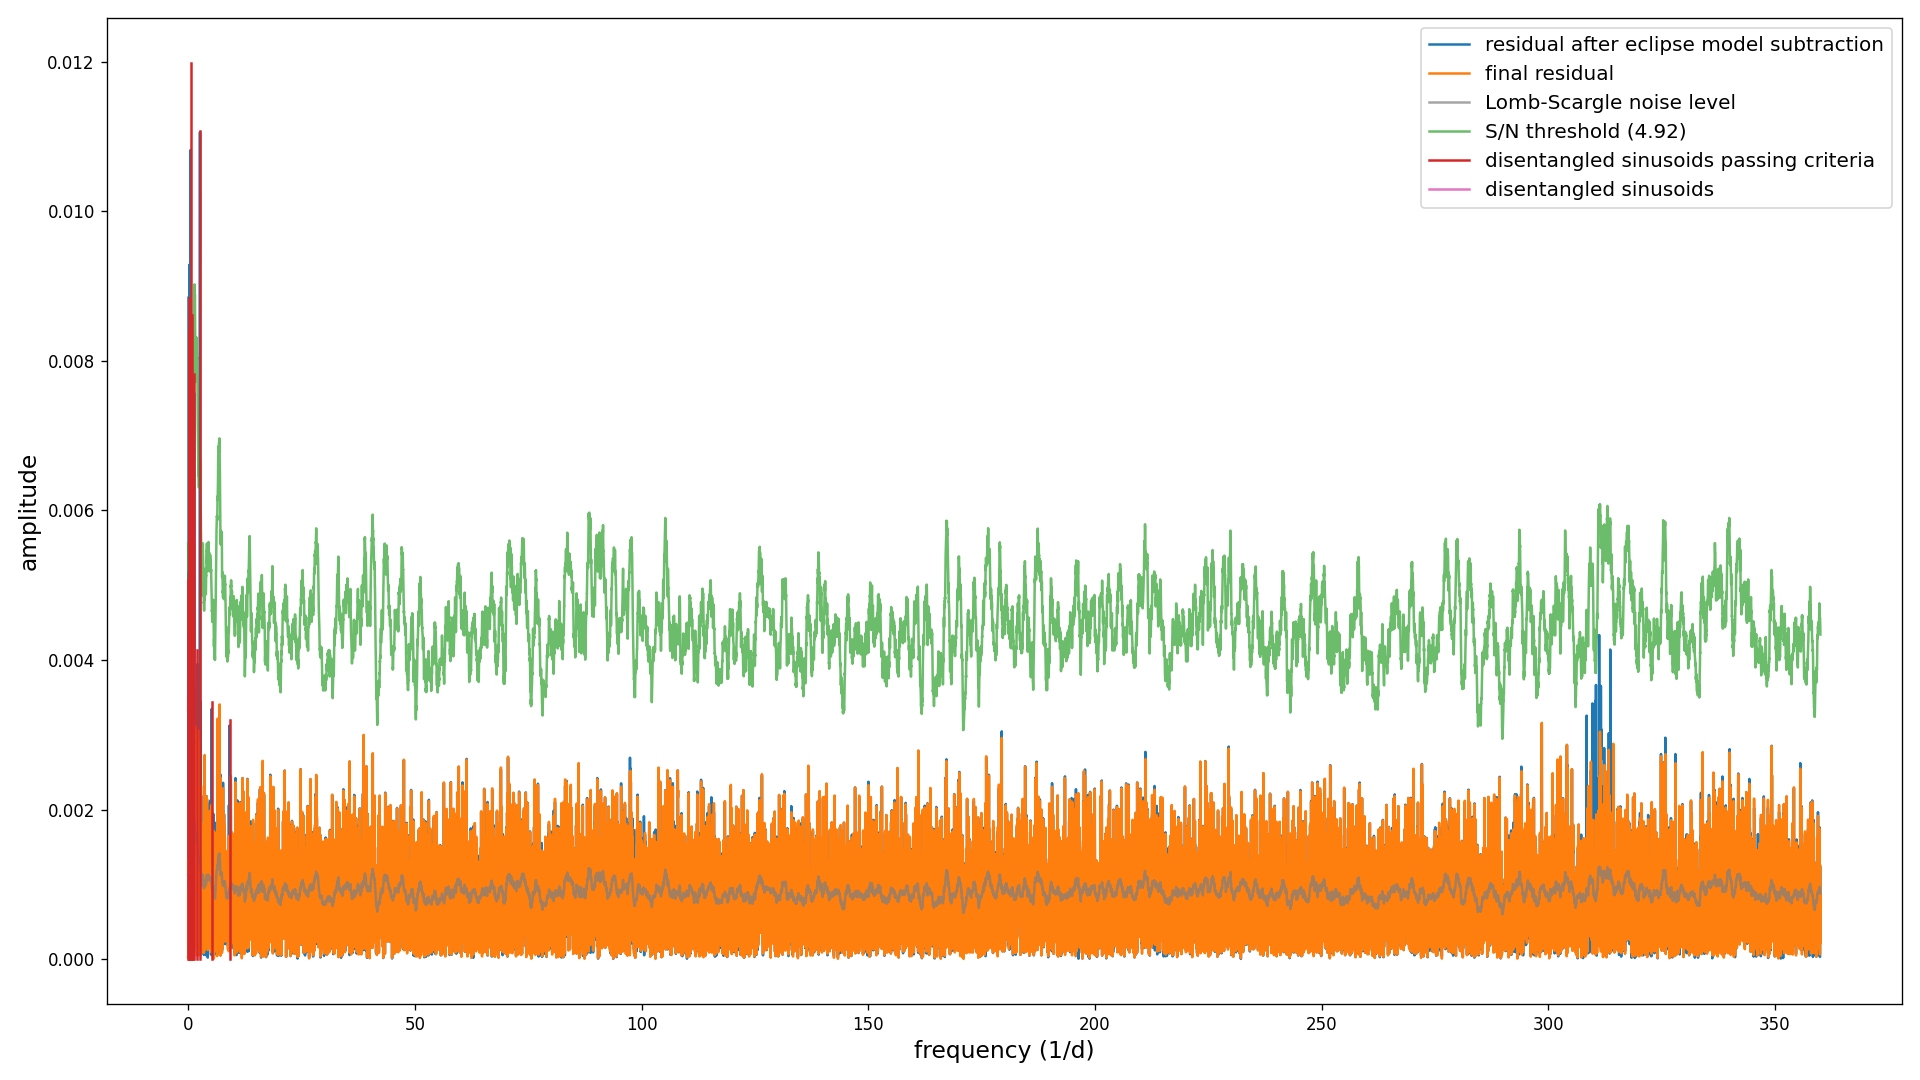 residual after eclipse model subtraction
final residual
Lomb-Scargle noise level
S/N threshold (4.92)
disentangled sinusoids passing criteria
disentangled sinusoids
amplitude
0.012
0.010
0.008
0.006
0.004
0.002
0.000
0 50 100 150 200 250 300 350
frequency (1/d)